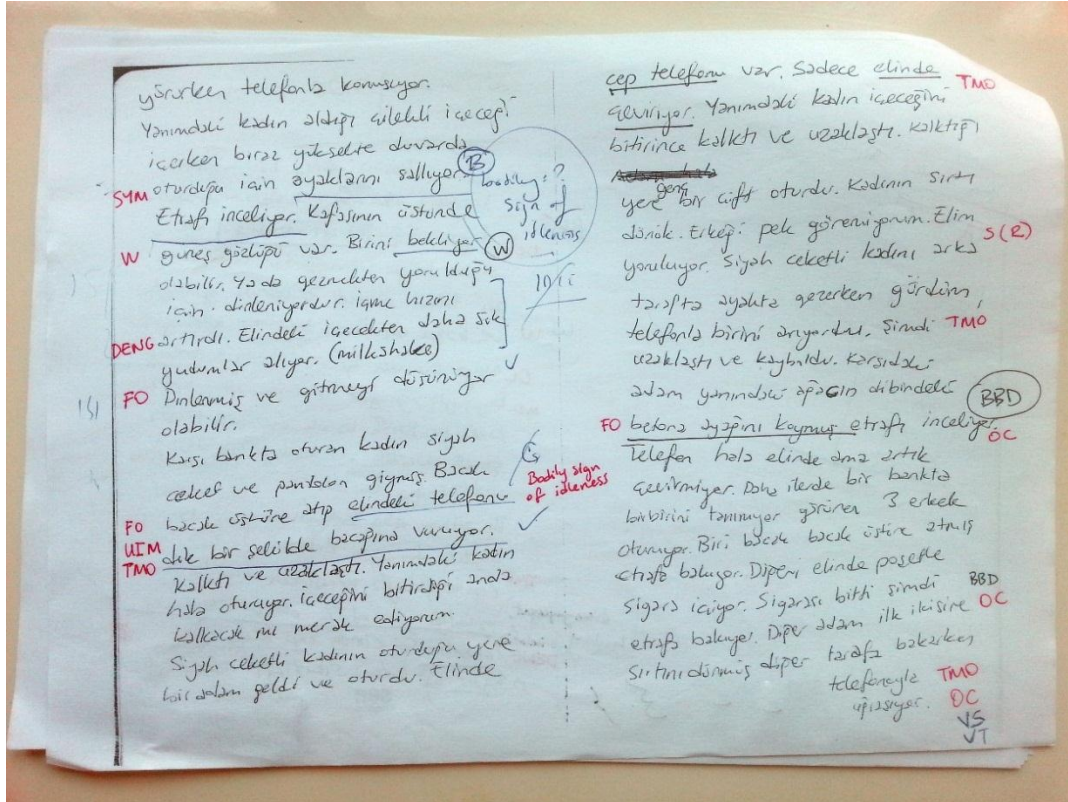 yürürken telefonla konuşuyor.
Yanımdaki kadın aldığı çilekli içeceği
içerken biraz yüksekte duvarda
SYM oturduğu için ayaklarını sallıyor. B
Etrafı inceliyor. Kafasının üstünde
W güneş gözlüğü var. Birini bekliyor W
olabilir. Ya da gezmekten yorulduğu
için dinleniyordur. içme hızını
DENG artırdı. Elindeki içecekten daha sık
yudumlar alıyor. (milkshake)
FO Dinlenmiş ve gitmeyi düşünüyor
olabilir.
Karşı bankta oturan kadın siyah
ceket ve pantolon giymiş. Bacak
FO bacak üstüne atıp elindeki telefonu
UIM dik bir şekilde bacağına vuruyor.
TMO Kalktı ve uzaklaştı. Yanımdaki kadın
hala oturuyor. içeceğini bitirdiği anda
kalkacak mı merak ediyorum.
Siyah ceketli kadının oturduğu yere
bir adam geldi ve oturdu. Elinde
bodily: ?
sign of
idleness
Bodily sign
of idleness
cep telefonu var. Sadece elinde TMO
çeviriyor. Yanımdaki kadın içeceğini
bitirince kalktı ve uzaklaştı. Kalktığı
genç
yere bir çift oturdu. Kadının sırtı
dönük. Erkeği pek göremiyorum. Elim S(R)
yoruluyor. Siyah ceketli kadını arka
tarafta ayakta gezerken gördüm,
telefonla birini arıyordu. Şimdi TMO
uzaklaştı ve kayboldu. Karşıdaki
adam yanındaki ağacın dibindeki BBD
FO betona ayağını koymuş etrafı inceliyor. OC
Telefon hala elinde ama artık
çevirmiyor. Daha ilerde bir bankta
birbirini tanımıyor görünen 3 erkek
oturuyor. Biri bacak bacak üstüne atmış
etrafa bakıyor. Diğeri elinde poşetle
sigara içiyor. Sigarası bitti şimdi BBD
etrafa bakıyor. Diğer adam ilk ikisine OC
sırtını dönmüş diğer tarafa bakarken
telefonuyla TMO
uğraşıyor. OC
VS
VT